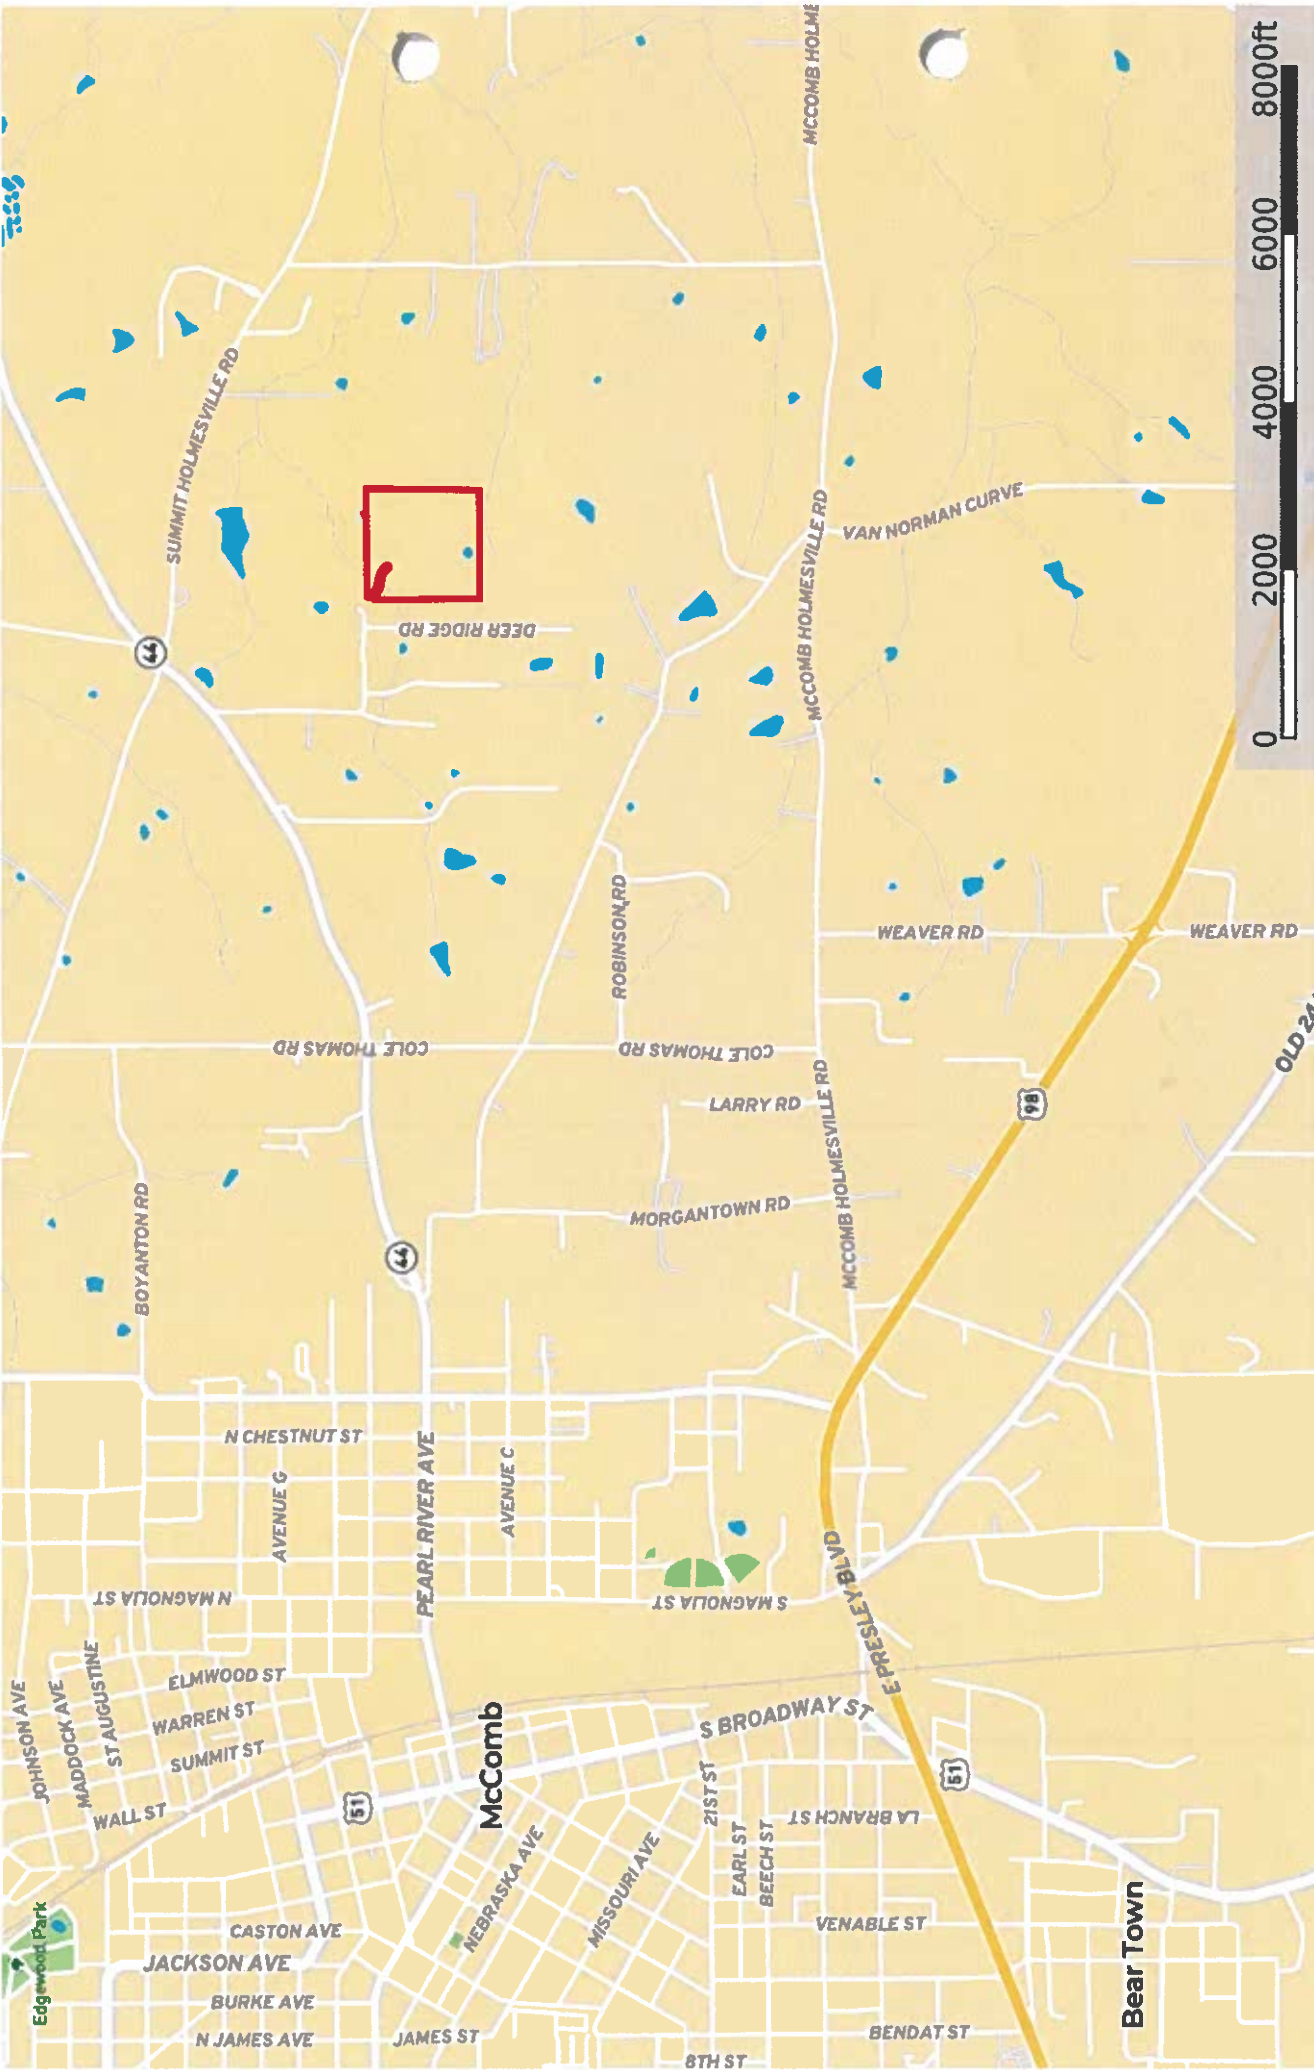 Edgewood Park
JOHNSON AVE
MADDOCK AVE
ST AUGUSTINE
WALL ST
SUMMIT ST
WARREN ST
ELMWOOD ST
N MAGNOLIA ST
BOYANTON RD
N CHESTNUT ST
AVENUE G
PEARL RIVER AVE
AVENUE C
44
44
SUMMIT HOLMESVILLE RD
DEER RIDGE RD
COLE THOMAS RD
COLE THOMAS RD
ROBINSON RD
LARRY RD
MORGANTOWN RD
MCCOMB HOLME
MCCOMB HOLMESVILLE RD
MCCOMB HOLMESVILLE RD
VAN NORMAN CURVE
WEAVER RD
WEAVER RD
98
OLD 24
S MAGNOLIA ST
E PRESLEY BLVD
S BROADWAY ST
51
51
McComb
21ST ST
EARL ST
BEECH ST
LA BRANCH ST
NEBRASKA AVE
MISSOURI AVE
CASTON AVE
JACKSON AVE
BURKE AVE
N JAMES AVE
JAMES ST
8TH ST
VENABLE ST
BENDAT ST
Bear Town
0 2000 4000 6000 8000ft